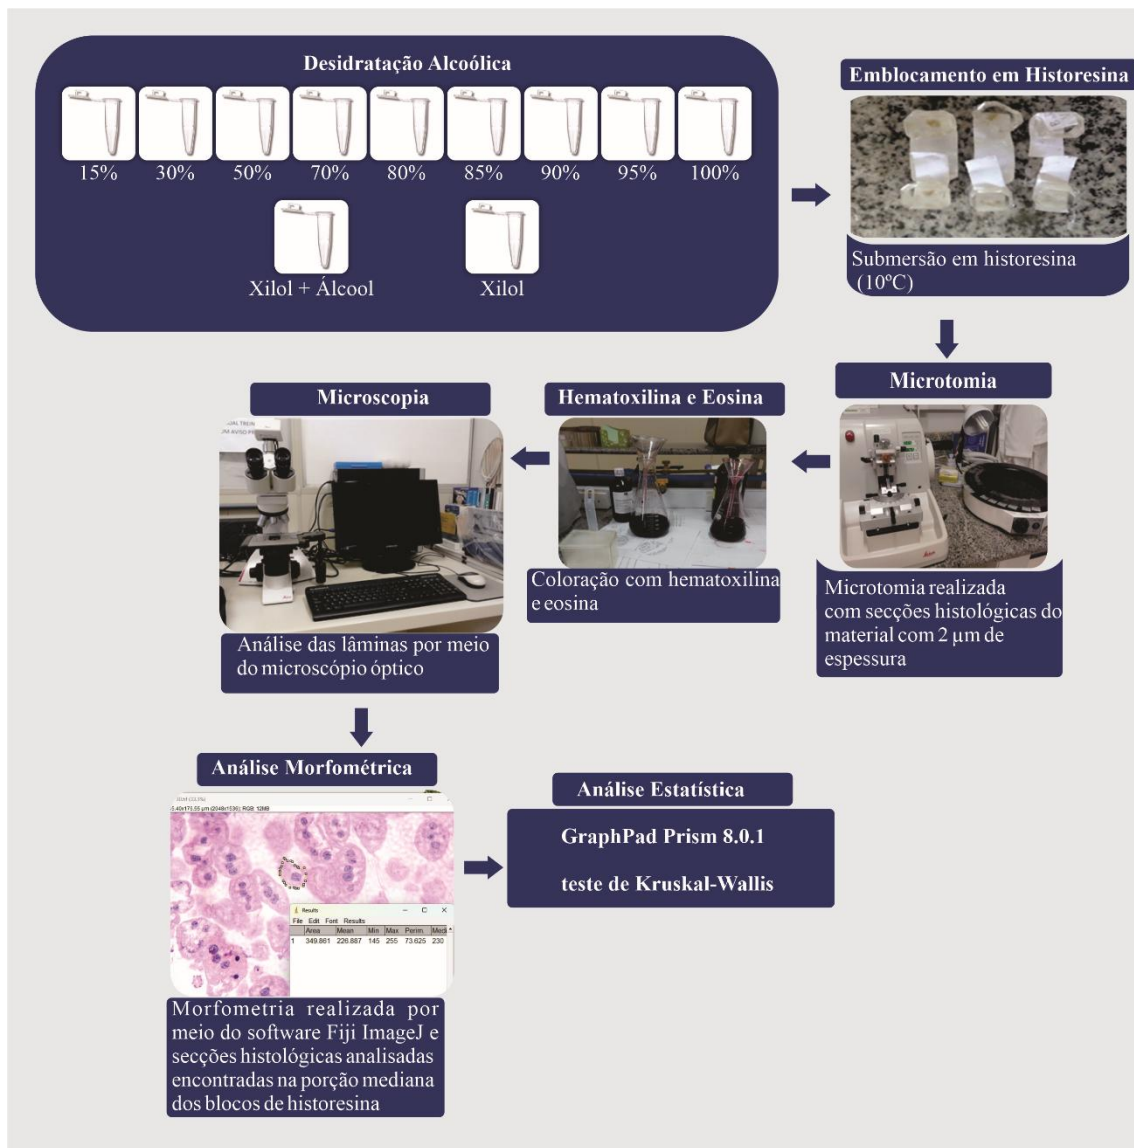 Desidratação Alcoólica
15% 30% 50% 70% 80% 85% 90% 95% 100%
Xilol + Álcool Xilol
Emblocamento em Historesina
Submersão em historesina
(10ºC)
Microtomia
Microtomia realizada
com secções histológicas do
material com 2 µm de
espessura
Hematoxilina e Eosina
Coloração com hematoxilina
e eosina
Microscopia
Análise das lâminas por meio
do microscópio óptico
Análise Morfométrica
(2048x1536); RGB; 12MB
Results
File Edit Font Results
Area Mean Min Max Perim. Medi
1 349.861 226.887 145 255 73.625 230
Morfometria realizada por
meio do software Fiji ImageJ e
secções histológicas analisadas
encontradas na porção mediana
dos blocos de historesina
Análise Estatística
GraphPad Prism 8.0.1
teste de Kruskal-Wallis